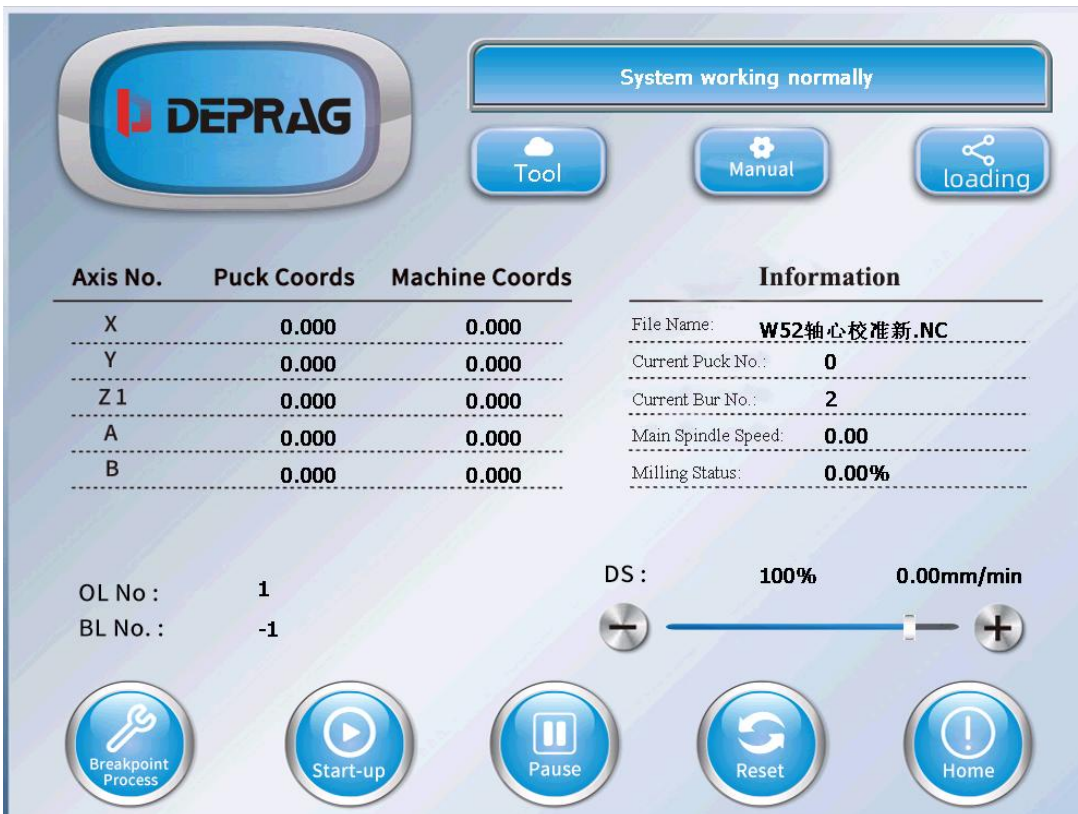 DEPRAG
System working normally
Tool
Manual
loading
Axis No. Puck Coords Machine Coords
X 0.000 0.000
Y 0.000 0.000
Z1 0.000 0.000
A 0.000 0.000
B 0.000 0.000
Information
File Name: W52轴心校准新.NC
Current Puck No.: 0
Current Bur No.: 2
Main Spindle Speed: 0.00
Milling Status: 0.00%
OL No : 1
BL No. : -1
DS : 100% 0.00mm/min
Breakpoint
Process
Start-up
Pause
Reset
Home